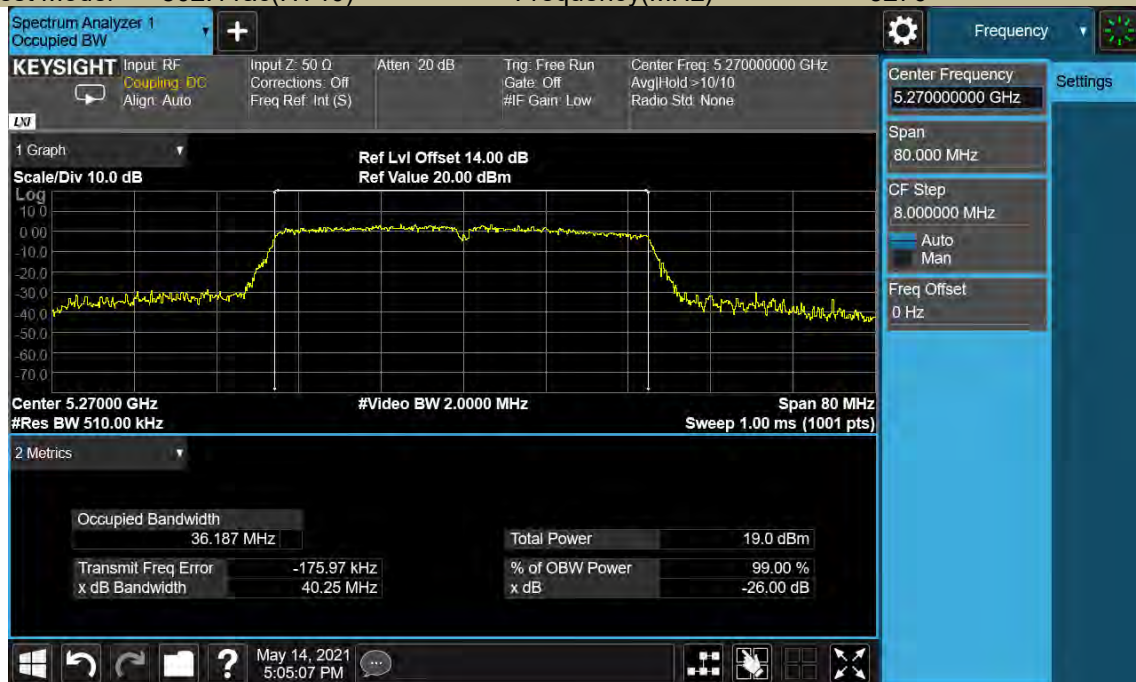 Spectrum Analyzer 1
Occupied BW
+
Frequency
KEYSIGHT Input: RF Input Z: 50 Ω Atten: 20 dB Trig: Free Run Center Freq: 5.270000000 GHz
Coupling: DC Corrections: Off Gate: Off Avg|Hold:>10/10
Align: Auto Freq Ref: Int (S) #IF Gain: Low Radio Std: None
LXI
Center Frequency
5.270000000 GHz
Settings
Span
80.000 MHz
CF Step
8.000000 MHz
Auto
Man
Freq Offset
0 Hz
1 Graph
Ref Lvl Offset 14.00 dB
Scale/Div 10.0 dB Ref Value 20.00 dBm
Log
10.0
0.00
-10.0
-20.0
-30.0
-40.0
-50.0
-60.0
-70.0
Center 5.27000 GHz #Video BW 2.0000 MHz Span 80 MHz
#Res BW 510.00 kHz Sweep 1.00 ms (1001 pts)
2 Metrics
Occupied Bandwidth
36.187 MHz Total Power 19.0 dBm
Transmit Freq Error -175.97 kHz % of OBW Power 99.00 %
x dB Bandwidth 40.25 MHz x dB -26.00 dB
? May 14, 2021
5:05:07 PM